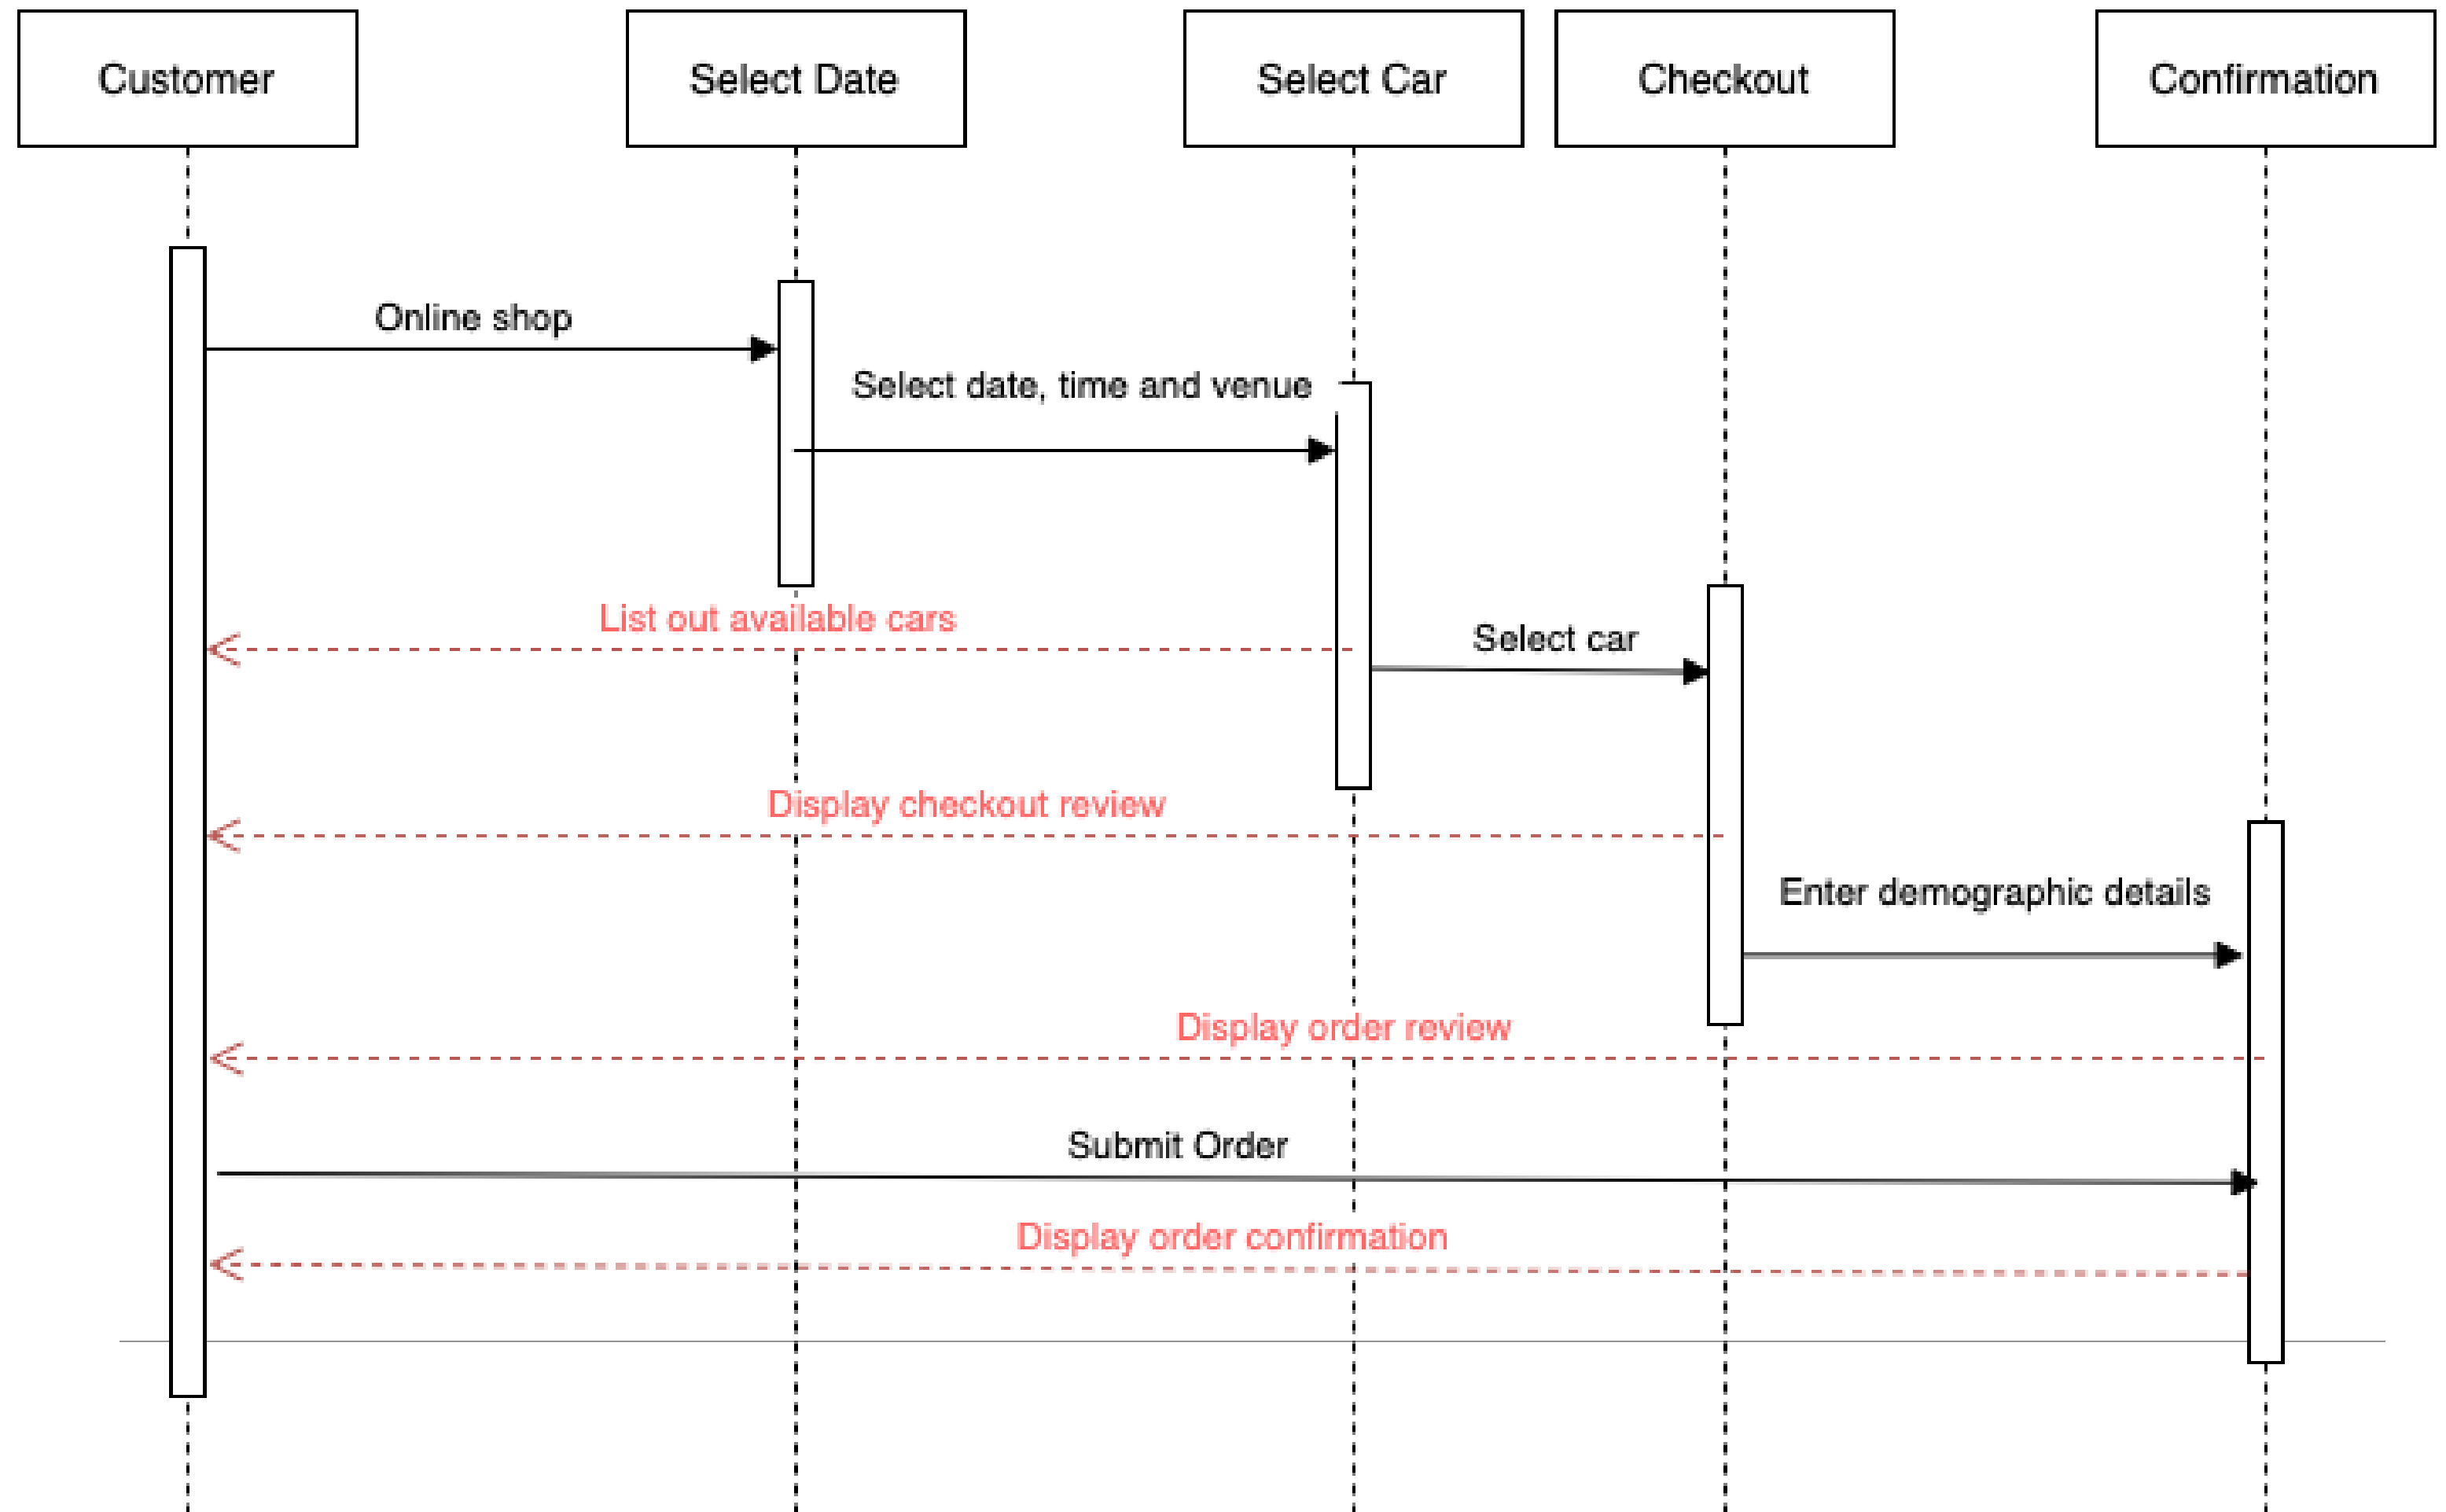 Customer
Select Date
Select Car
Checkout
Confirmation
Online shop
Select date, time and venue
List out available cars
Select car
Display checkout review
Enter demographic details
Display order review
Submit Order
Display order confirmation